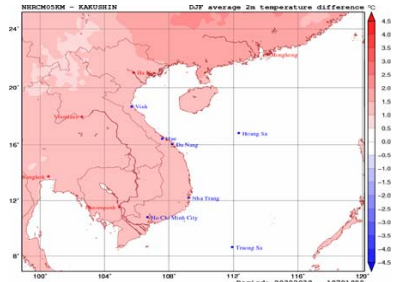 NHRCM05KM - KAKUSHIN DJF average 2m temperature difference °C
24°
20°
16°
12°
8°
100° 104° 108° 112° 116° 120°
4.5
4.0
3.5
3.0
2.5
2.0
1.5
1.0
0.5
0.0
-0.5
-1.0
-1.5
-2.0
-2.5
-3.0
-3.5
-4.0
-4.5
Hongkong
Vinh
Vientiane
Hue
Da Nang
Hoang Sa
Nha Trang
Ho Chi Minh City
Truong Sa